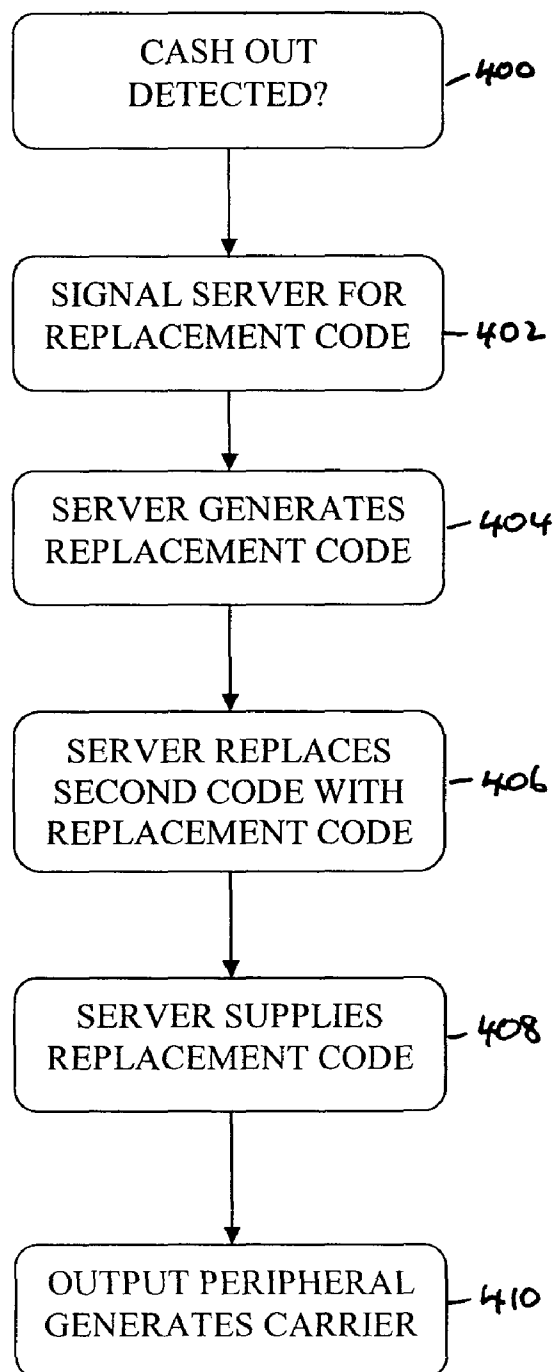 CASH OUT
DETECTED?
400
SIGNAL SERVER FOR
REPLACEMENT CODE
402
SERVER GENERATES
REPLACEMENT CODE
404
SERVER REPLACES
SECOND CODE WITH
REPLACEMENT CODE
406
SERVER SUPPLIES
REPLACEMENT CODE
408
OUTPUT PERIPHERAL
GENERATES CARRIER
410